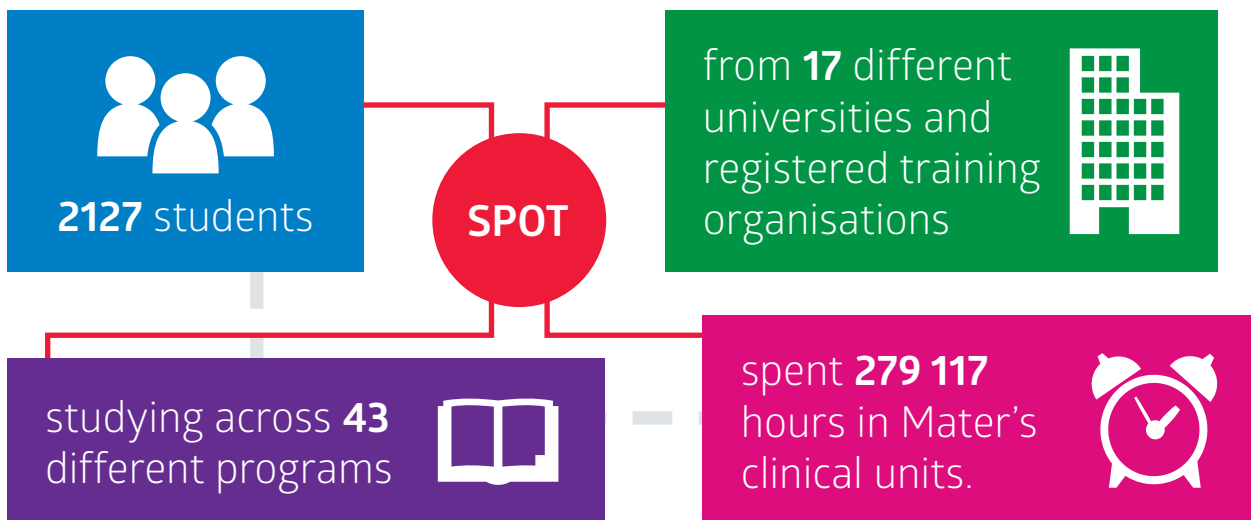 2127 students
SPOT
from 17 different
universities and
registered training
organisations
studying across 43
different programs
spent 279 117
hours in Mater's
clinical units.